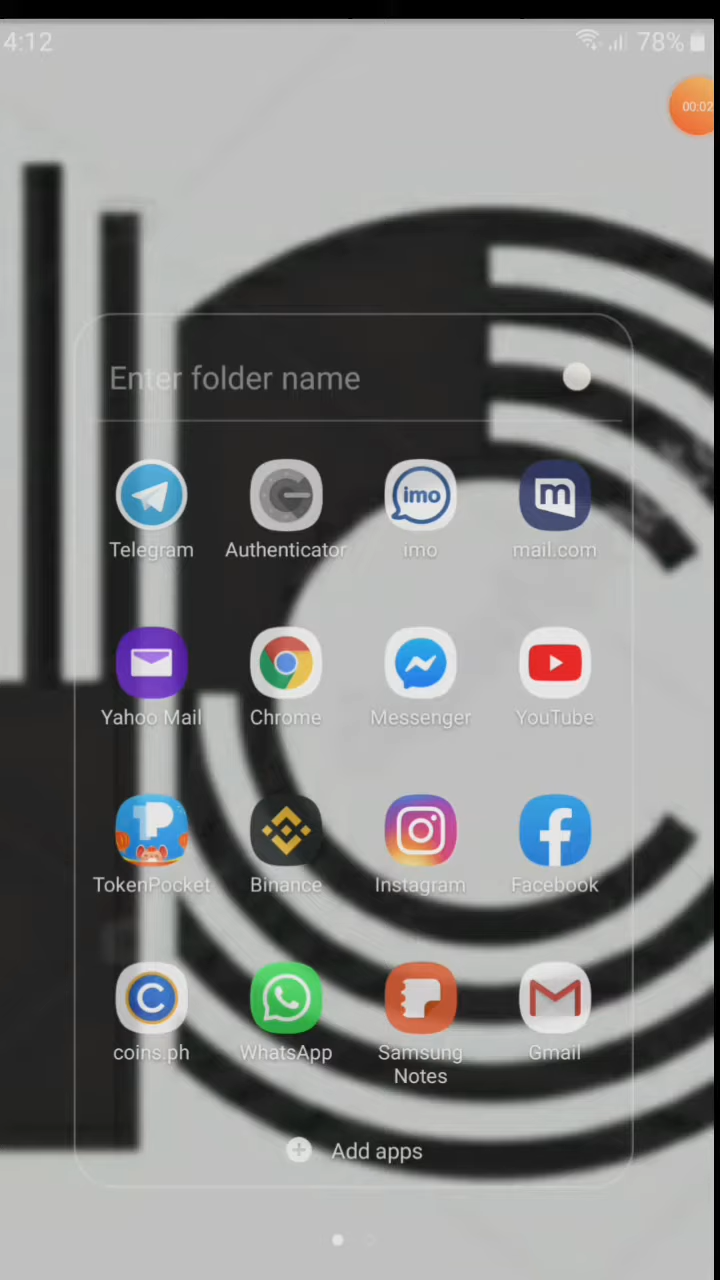 4:12
78%
00:02
Enter folder name
imo
m
Telegram
Authenticator
imo
mail.com
Yahoo Mail
Chrome
Messenger
YouTube
TokenPocket
Binance
Instagram
Facebook
coins.ph
WhatsApp
Samsung
Notes
Gmail
Add apps